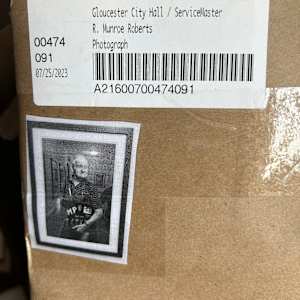 Gloucester City Hall / ServiceMaster
R. Munroe Roberts
Photograph
00474
091
07/25/2023
A21600700474091